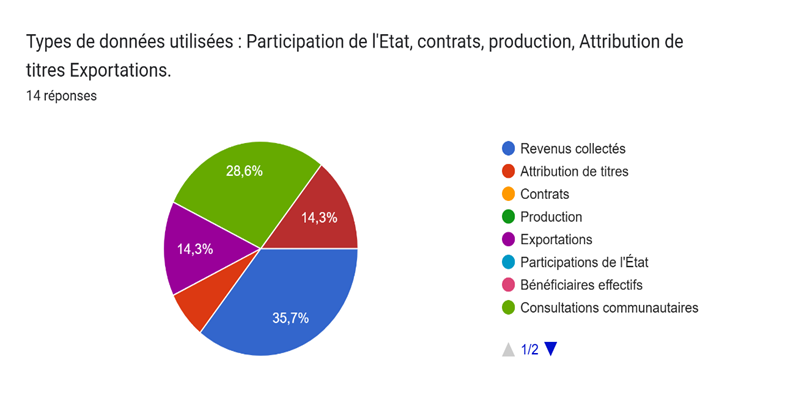 Types de données utilisées : Participation de l'Etat, contrats, production, Attribution de
titres Exportations.
14 réponses
28,6%
14,3%
14,3%
35,7%
Revenus collectés
Attribution de titres
Contrats
Production
Exportations
Participations de l'État
Bénéficiaires effectifs
Consultations communautaires
1/2